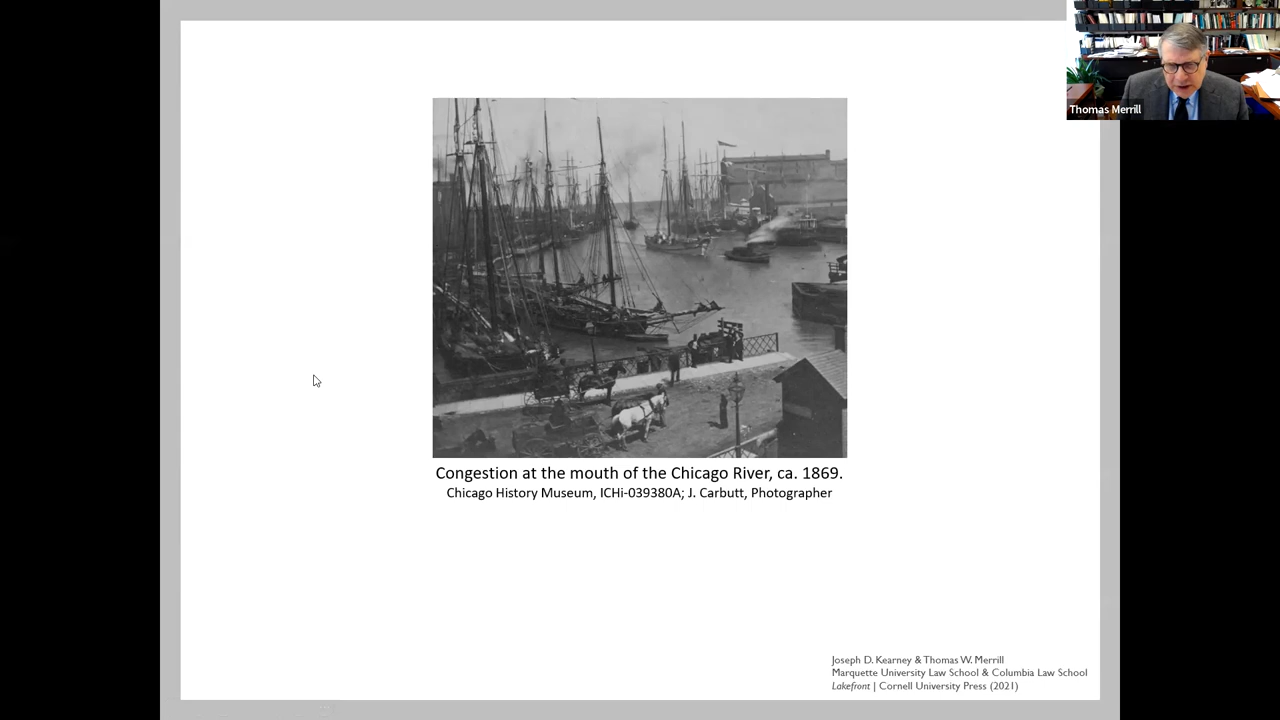 Thomas Merrill
Congestion at the mouth of the Chicago River, ca. 1869.
Chicago History Museum, ICHi-039380A; J. Carbutt, Photographer
Joseph D. Kearney & Thomas W. Merrill
Marquette University Law School & Columbia Law School
Lakefront | Cornell University Press (2021)